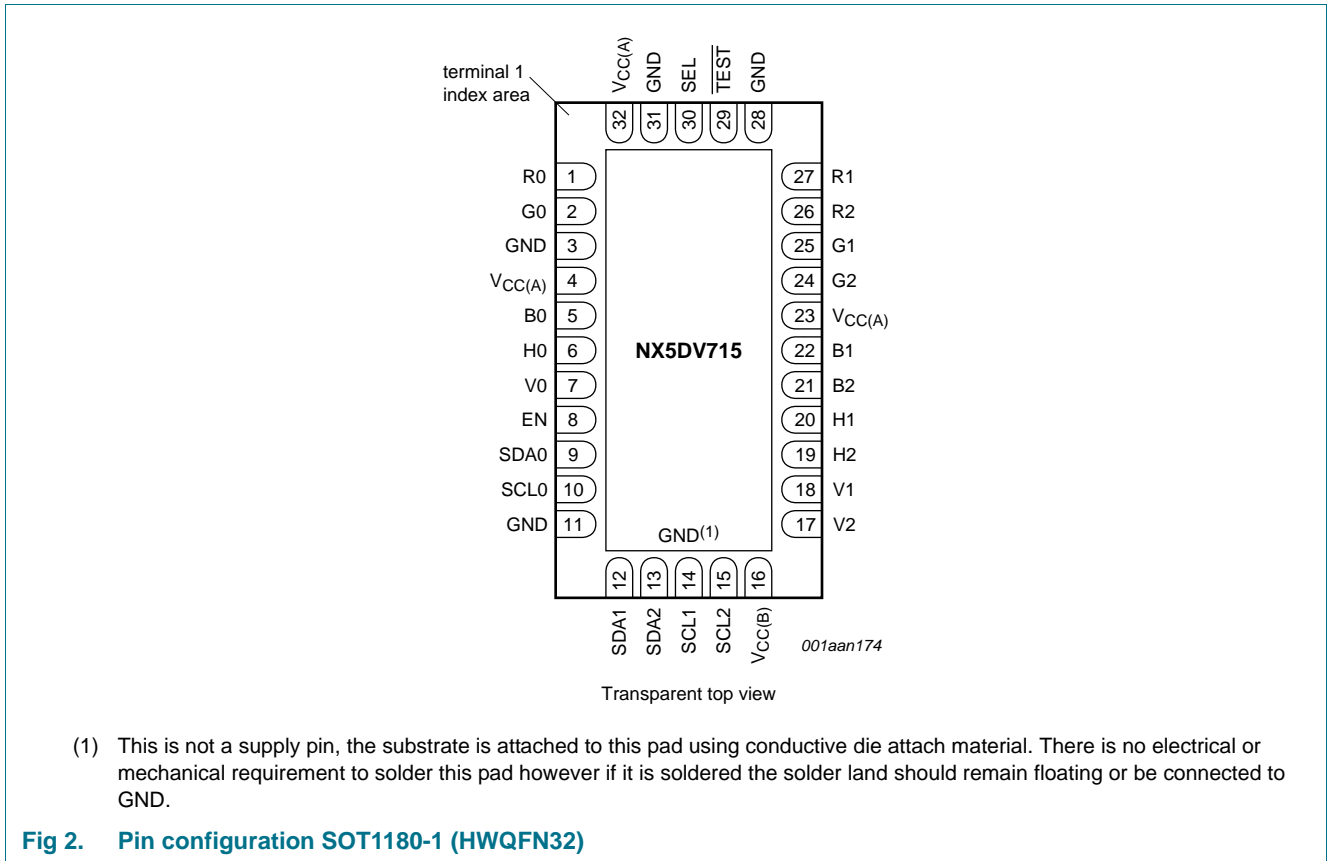 terminal 1
index area
VCC(A)
GND
SEL
TEST
GND
32
31
30
29
28
R0 1
G0 2
GND 3
VCC(A) 4
B0 5
H0 6
V0 7
EN 8
SDA0 9
SCL0 10
GND 11
NX5DV715
GND(1)
27 R1
26 R2
25 G1
24 G2
23 VCC(A)
22 B1
21 B2
20 H1
19 H2
18 V1
17 V2
12
13
14
15
16
SDA1
SDA2
SCL1
SCL2
VCC(B)
001aan174
Transparent top view
(1) This is not a supply pin, the substrate is attached to this pad using conductive die attach material. There is no electrical or
mechanical requirement to solder this pad however if it is soldered the solder land should remain floating or be connected to
GND.
Fig 2. Pin configuration SOT1180-1 (HWQFN32)